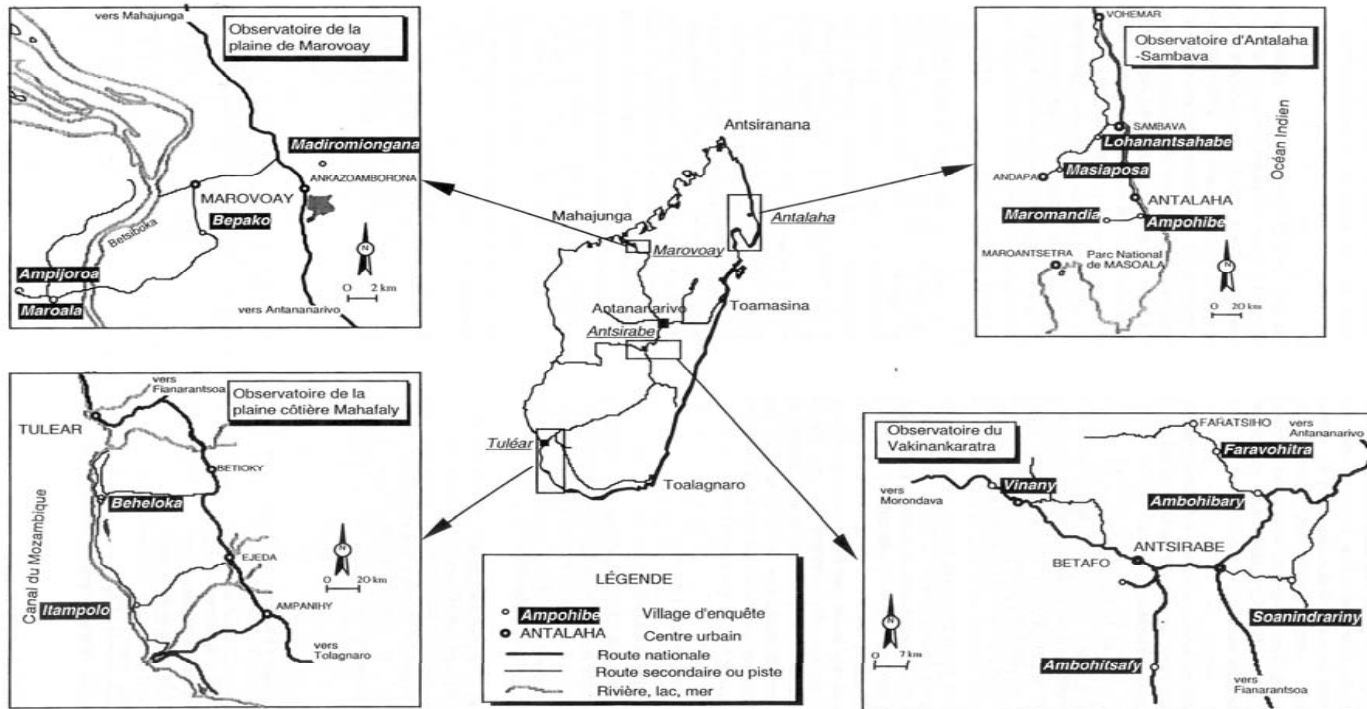 vers Mahajunga
Observatoire de la
plaine de Marovoay
Madiromiongana
ANKAZOAMBORONA
MAROVOAY
Bepako
Betsiboka
N
Ampijoroa
Maroala
O 2 km
vers Antananarivo
VOHEMAR
Observatoire d'Antalaha
-Sambava
SAMBAVA
Lohanantsahabe
Océan Indien
ANDAPA
Masiaposa
ANTALAHA
Maromandia
Ampohibe
MAROANTSETRA
Parc National
de MASOALA
N
O 20 km
Antsiranana
Mahajunga
Antalaha
Marovoay
Antananarivo
Toamasina
Antsirabe
Tuléar
Toalagnaro
vers
Fianarantsoa
Observatoire de la
plaine côtière Mahafaly
TULEAR
BETIOKY
Beheloka
Canal du Mozambique
N
EJEDA
O 20 km
Itampolo
AMPANIHY
vers
Tolagnaro
LÉGENDE
Ampohibe Village d'enquête
ANTALAHA Centre urbain
Route nationale
Route secondaire ou piste
Rivière, lac, mer
Observatoire du
Vakinankaratra
FARATSIHO
vers
Antananarivo
Faravohitra
Vinany
vers
Morondava
Ambohibary
ANTSIRABE
BETAFO
N
Soanindrariny
O 7 km
Ambohitsafy
vers
Fianarantsoa